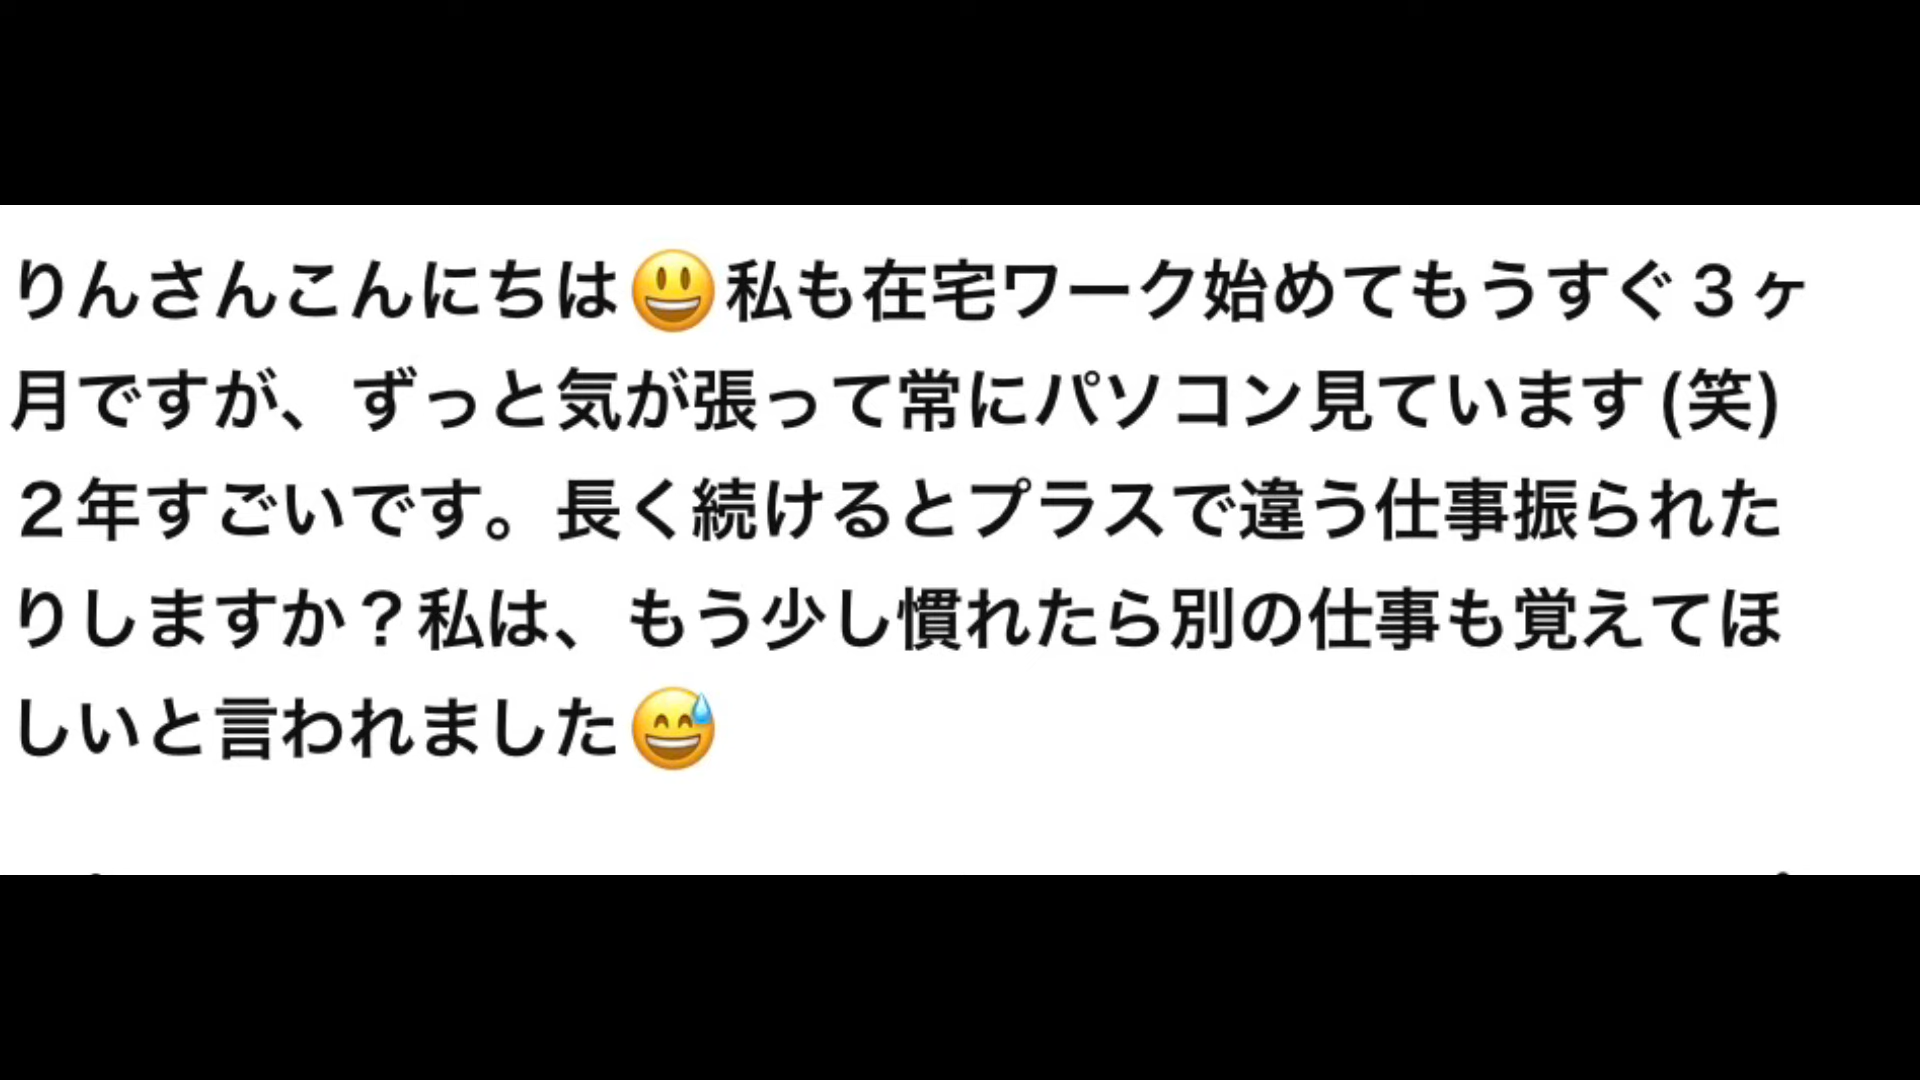 りんさんこんにちは😃私も在宅ワーク始めてもうすぐ３ヶ
月ですが、ずっと気が張って常にパソコン見ています(笑)
２年すごいです。長く続けるとプラスで違う仕事振られた
りしますか？私は、もう少し慣れたら別の仕事も覚えてほ
しいと言われました😅